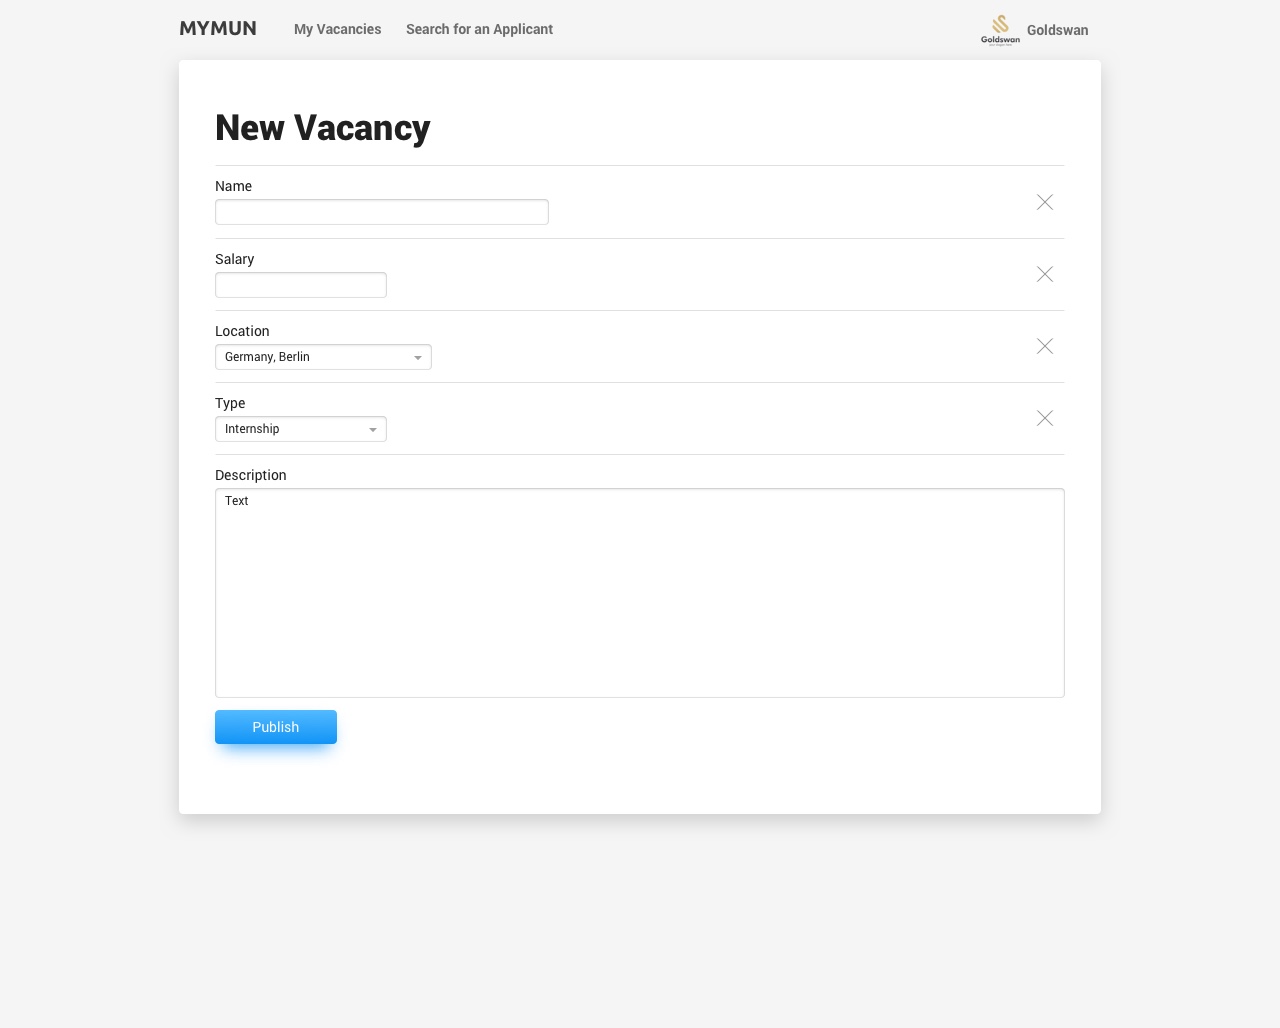 MYMUN
My Vacancies
Search for an Applicant
Goldswan
Goldswan
New Vacancy
Name
Salary
Location
Germany, Berlin
Type
Internship
Description
Text
Publish